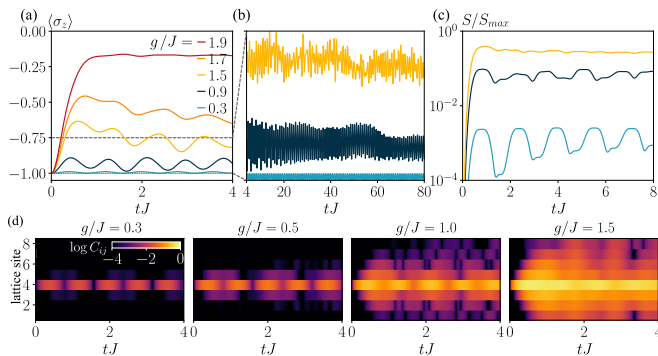 (a) ⟨σz⟩
0.00
−0.25
−0.50
−0.75
−1.00
g/J =
1.9
1.7
1.5
0.9
0.3
0 2 4
tJ
(b)
4 20 40 60 80
tJ
(c) S/Smax
10^0
10^−2
10^−4
0 2 4 6 8
tJ
(d)
g/J = 0.3 g/J = 0.5 g/J = 1.0 g/J = 1.5
log Cij
−4 −2 0
lattice site
8
6
4
2
0 2 4 0 2 4 0 2 4 0 2 4
tJ tJ tJ tJ